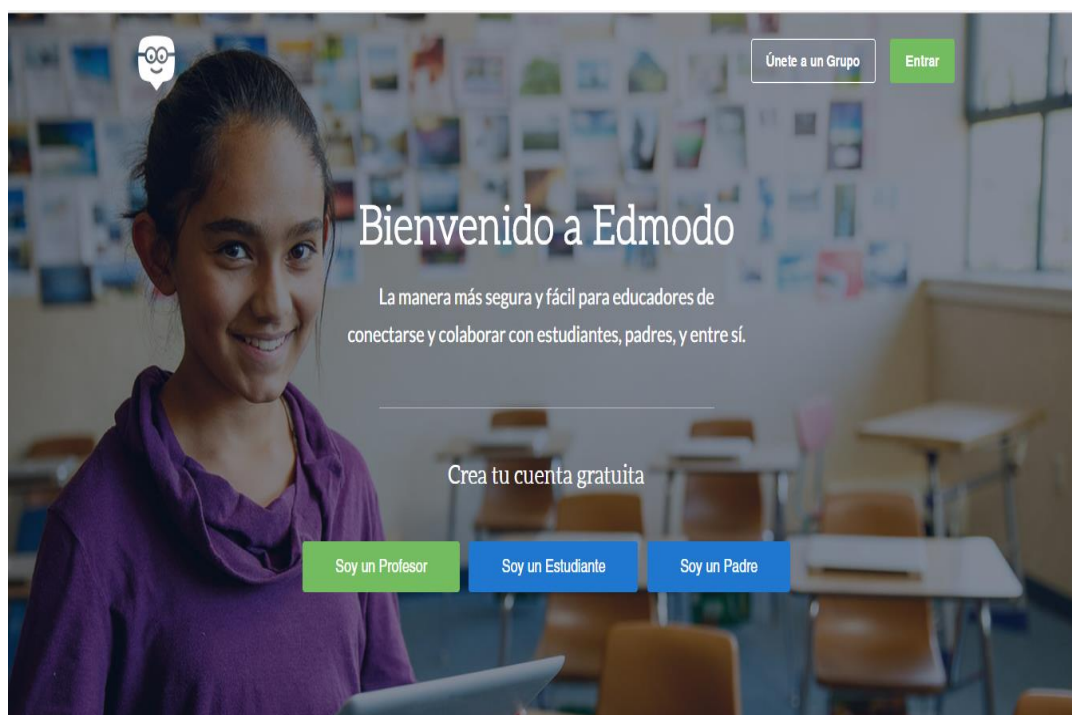 Únete a un Grupo
Entrar
Bienvenido a Edmodo
La manera más segura y fácil para educadores de
conectarse y colaborar con estudiantes, padres, y entre sí.
Crea tu cuenta gratuita
Soy un Profesor
Soy un Estudiante
Soy un Padre